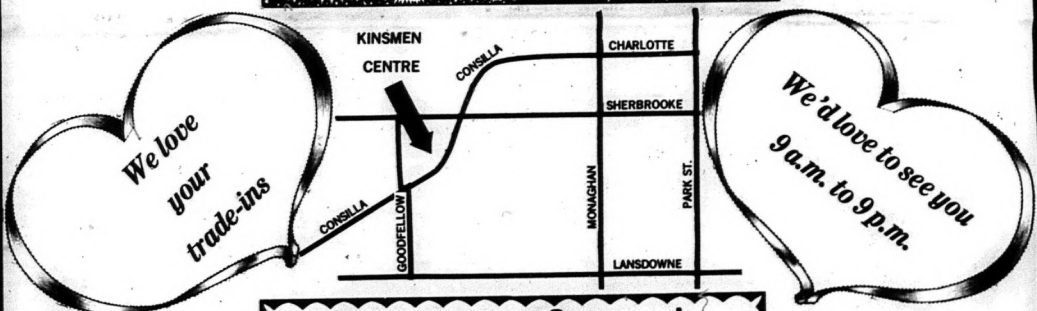 We love
your
trade-ins
KINSMEN
CENTRE
CONSILLA
CHARLOTTE
SHERBROOKE
MONAGHAN
PARK ST.
CONSILLA
GOODFELLOW
LANSDOWNE
We'd love to see you
9 a.m. to 9 p.m.